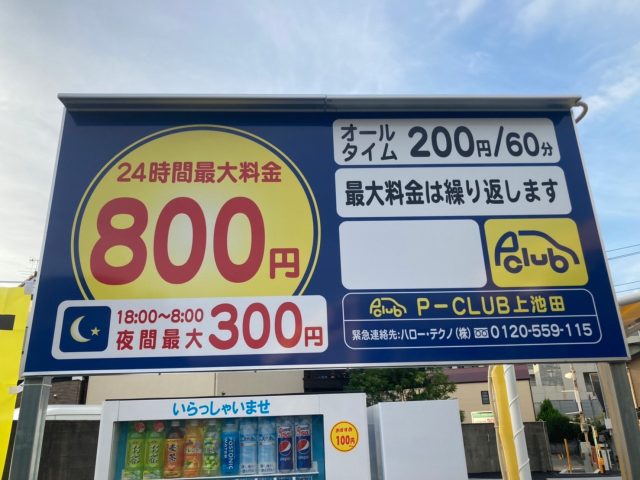 24時間最大料金
800円
18:00～8:00
夜間最大 300円
オール
タイム 200円/60分
最大料金は繰り返します
P club
P club P－CLUB上池田
緊急連絡先:ハロー・テクノ(株) 0120-559-115
いらっしゃいませ
100円
pepsi
pepsi